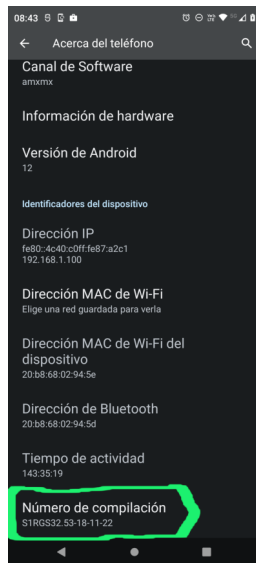 08:43
Acerca del teléfono
Canal de Software
amxmx
Información de hardware
Versión de Android
12
Identificadores del dispositivo
Dirección IP
fe80::4c40:c0ff:fe87:a2c1
192.168.1.100
Dirección MAC de Wi-Fi
Elige una red guardada para verla
Dirección MAC de Wi-Fi del
dispositivo
20:b8:68:02:94:5e
Dirección de Bluetooth
20:b8:68:02:94:5d
Tiempo de actividad
143:35:19
Número de compilación
S1RGS32.53-18-11-22